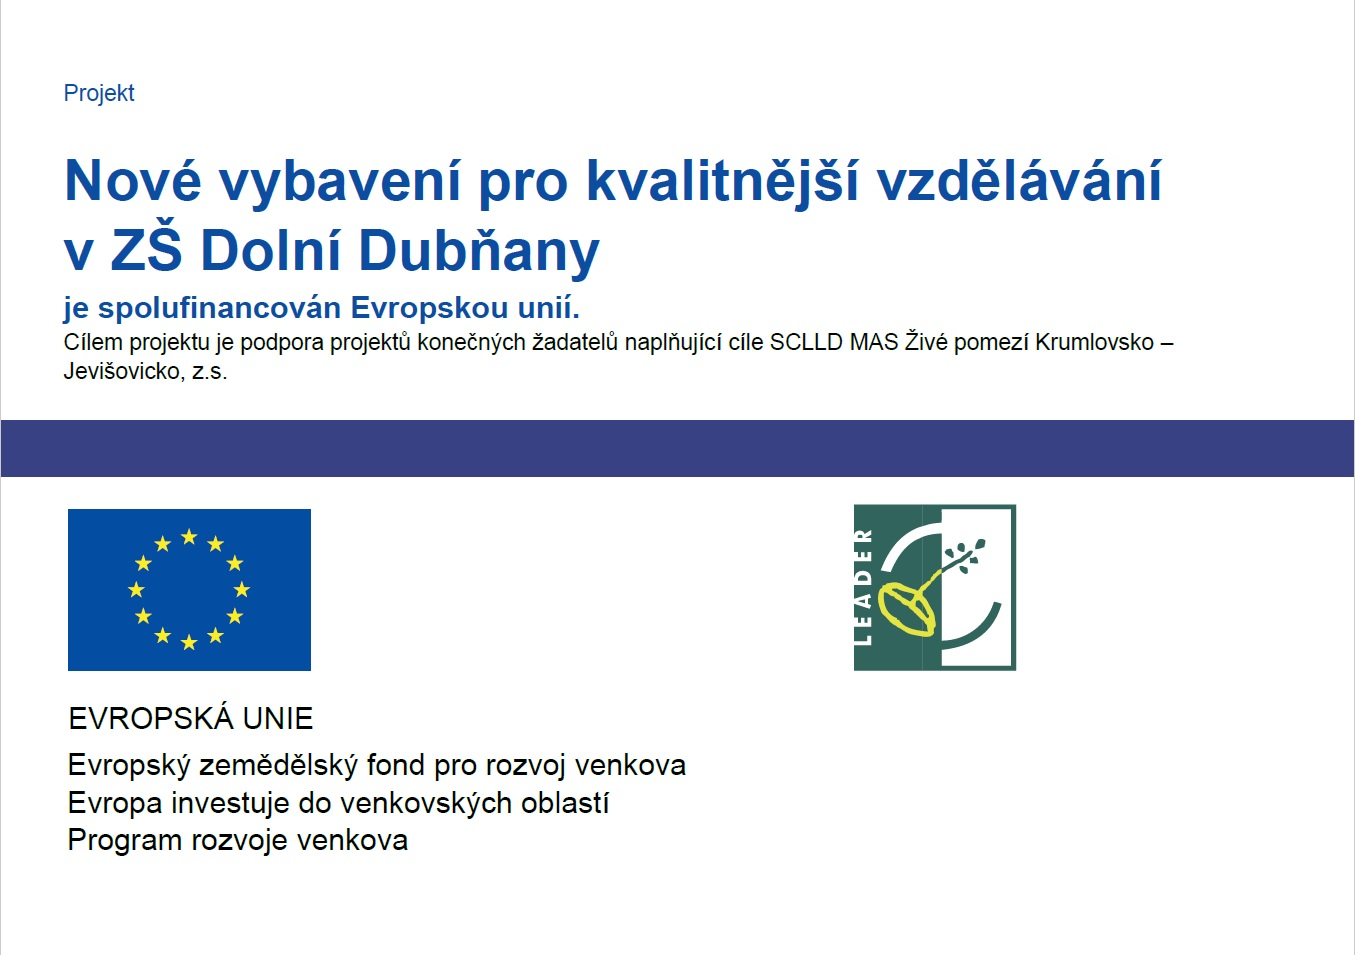 Projekt
Nové vybavení pro kvalitnější vzdělávání
v ZŠ Dolní Dubňany
je spolufinancován Evropskou unií.
Cílem projektu je podpora projektů konečných žadatelů naplňující cíle SCLLD MAS Živé pomezí Krumlovsko –
Jevišovicko, z.s.
LEADER
EVROPSKÁ UNIE
Evropský zemědělský fond pro rozvoj venkova
Evropa investuje do venkovských oblastí
Program rozvoje venkova